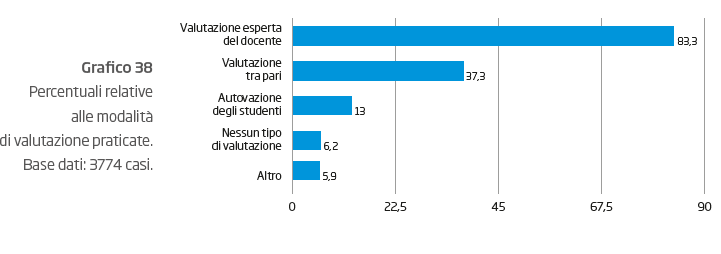 Grafico 38
Percentuali relative
alle modalità
di valutazione praticate.
Base dati: 3774 casi.
Valutazione esperta
del docente
83,3
Valutazione
tra pari
37,3
Autovazione
degli studenti
13
Nessun tipo
di valutazione
6,2
Altro
5,9
0 22,5 45 67,5 90